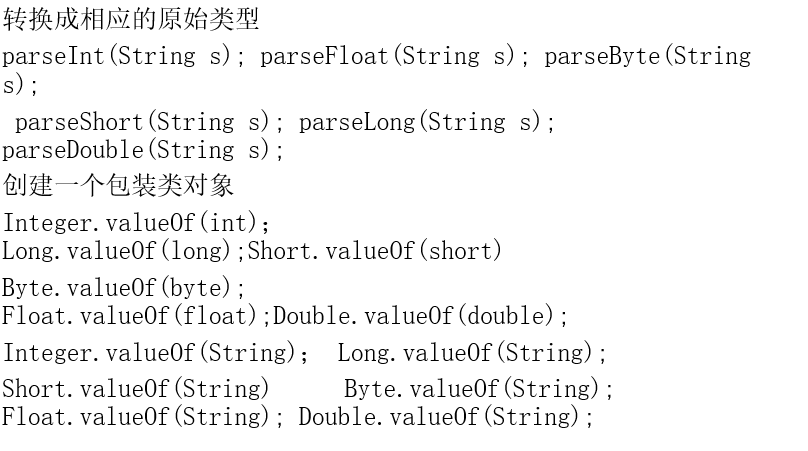 转换成相应的原始类型
parseInt(String s); parseFloat(String s); parseByte(String
s);
parseShort(String s); parseLong(String s);
parseDouble(String s);
创建一个包装类对象
Integer.valueOf(int)；
Long.valueOf(long);Short.valueOf(short)
Byte.valueOf(byte);
Float.valueOf(float);Double.valueOf(double);
Integer.valueOf(String)； Long.valueOf(String);
Short.valueOf(String) Byte.valueOf(String);
Float.valueOf(String); Double.valueOf(String);